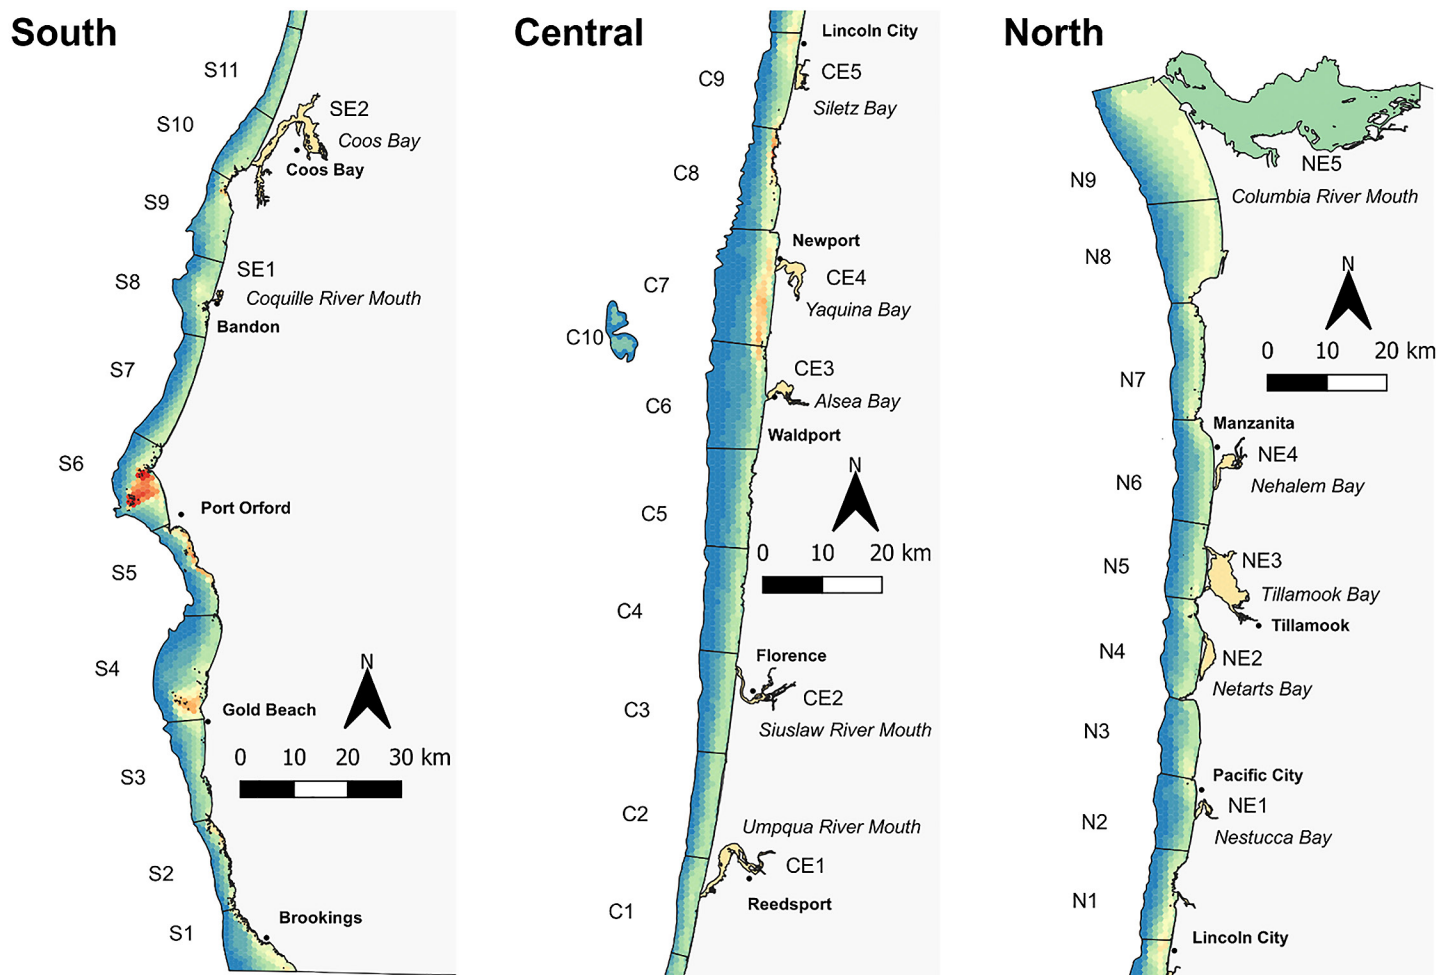 South
S11
S10
SE2
Coos Bay
Coos Bay
S9
SE1
S8
Coquille River Mouth
Bandon
S7
S6
Port Orford
S5
N
S4
Gold Beach
0 10 20 30 km
S3
S2
Brookings
S1
Central
Lincoln City
C9
CE5
Siletz Bay
C8
Newport
CE4
C7
Yaquina Bay
C10
CE3
Alsea Bay
C6
Waldport
N
C5
0 10 20 km
C4
Florence
CE2
C3
Siuslaw River Mouth
C2
Umpqua River Mouth
CE1
Reedsport
C1
North
NE5
N9
Columbia River Mouth
N8
N
0 10 20 km
N7
Manzanita
NE4
N6
Nehalem Bay
NE3
N5
Tillamook Bay
Tillamook
N4
NE2
Netarts Bay
N3
Pacific City
NE1
N2
Nestucca Bay
N1
Lincoln City